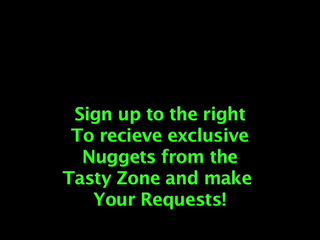 Sign up to the right
To recieve exclusive
Nuggets from the
Tasty Zone and make
Your Requests!